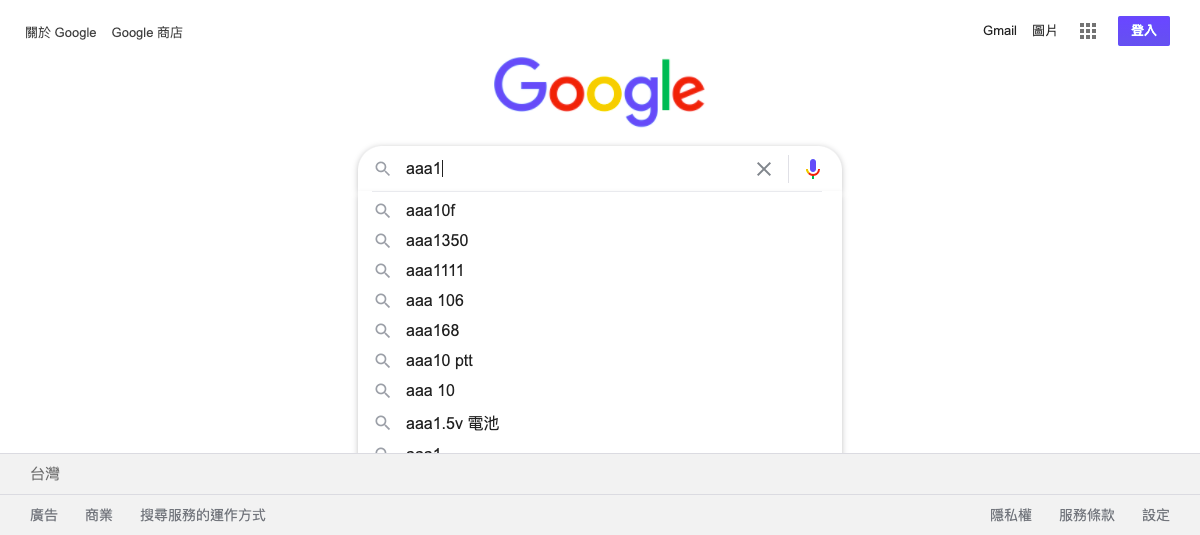 關於 Google Google 商店 Gmail 圖片 登入
Google
aaa1
aaa10f
aaa1350
aaa1111
aaa 106
aaa168
aaa10 ptt
aaa 10
aaa1.5v 電池
台灣
廣告 商業 搜尋服務的運作方式 隱私權 服務條款 設定